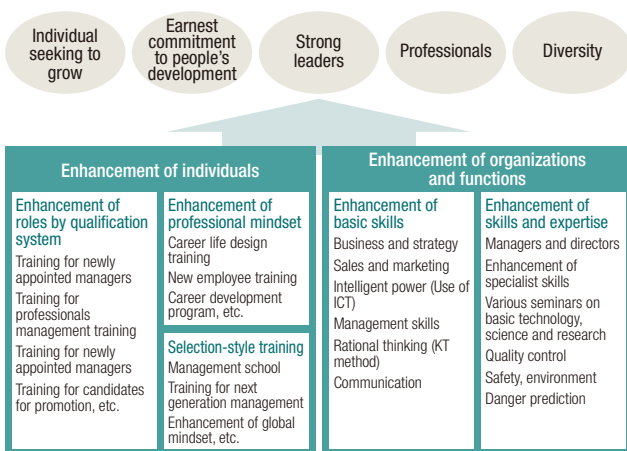 Individual
seeking to
grow
Earnest
commitment
to people's
development
Strong
leaders
Professionals
Diversity
Enhancement of individuals
Enhancement of
roles by qualification
system
Training for newly
appointed managers
Training for
professionals
management training
Training for newly
appointed managers
Training for candidates
for promotion, etc.
Enhancement of
professional mindset
Career life design
training
New employee training
Career development
program, etc.
Selection-style training
Management school
Training for next
generation management
Enhancement of global
mindset, etc.
Enhancement of organizations
and functions
Enhancement of
basic skills
Business and strategy
Sales and marketing
Intelligent power (Use of
ICT)
Management skills
Rational thinking (KT
method)
Communication
Enhancement of
skills and expertise
Managers and directors
Enhancement of
specialist skills
Various seminars on
basic technology,
science and research
Quality control
Safety, environment
Danger prediction